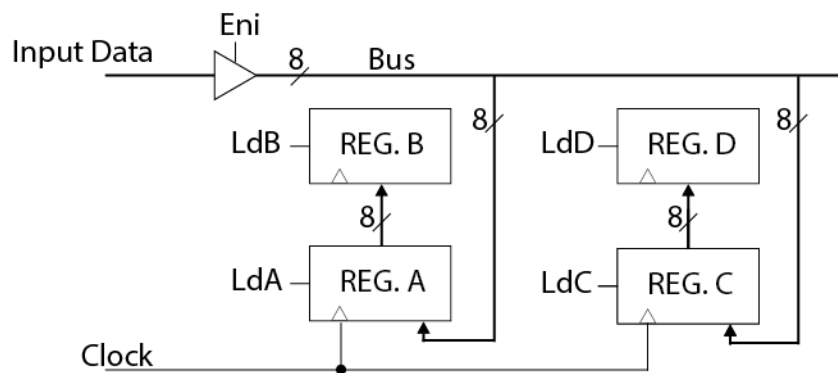 Eni
Input Data
8
Bus
8
8
LdB
REG. B
LdD
REG. D
8
8
LdA
REG. A
LdC
REG. C
Clock